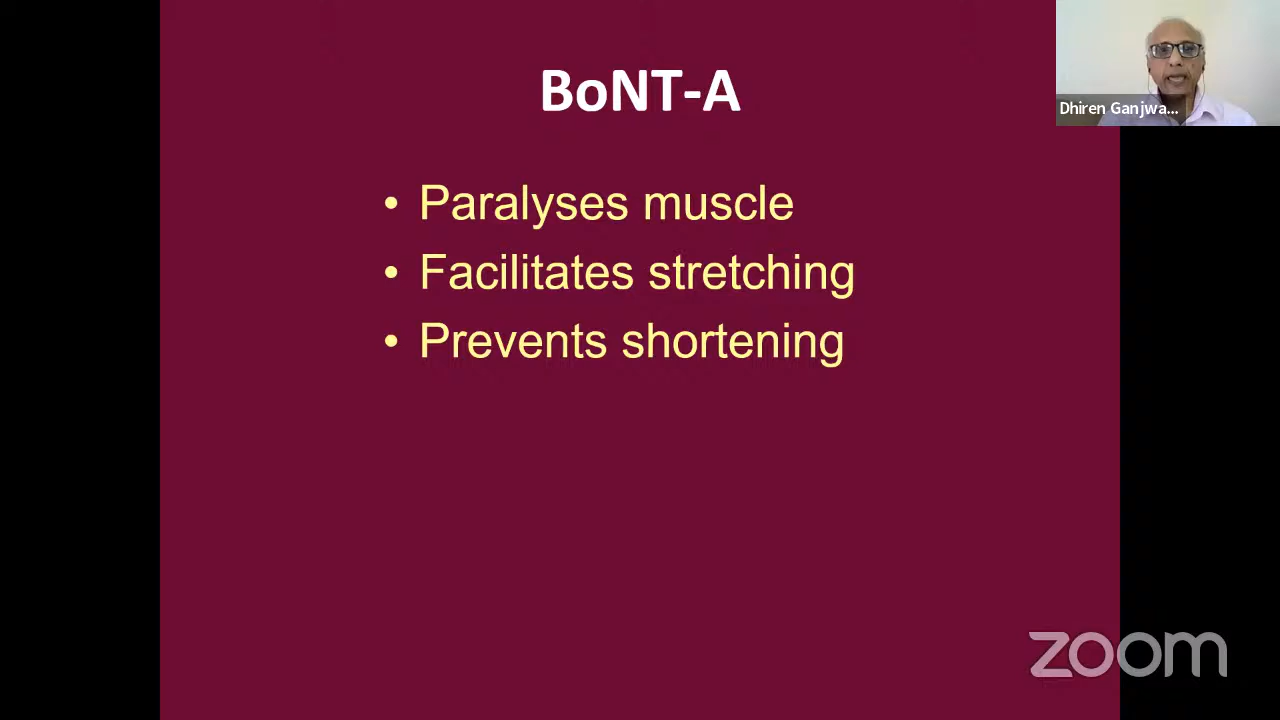 BoNT-A
Dhiren Ganjwa...
• Paralyses muscle
• Facilitates stretching
• Prevents shortening
zoom